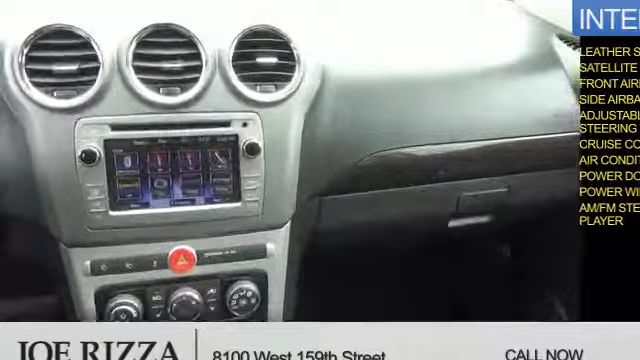 INTE
LEATHER S
SATELLITE
FRONT AIR
SIDE AIRBA
ADJUSTABL
STEERING
CRUISE CO
AIR CONDIT
POWER DO
POWER WI
AM/FM STE
PLAYER
JOE RIZZA
8100 West 159th Street
CALL NOW